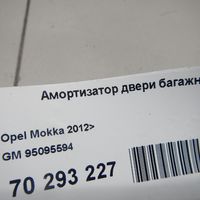 Амортизатор двери багажн
Opel Mokka 2012>
GM 95095594
70 293 227